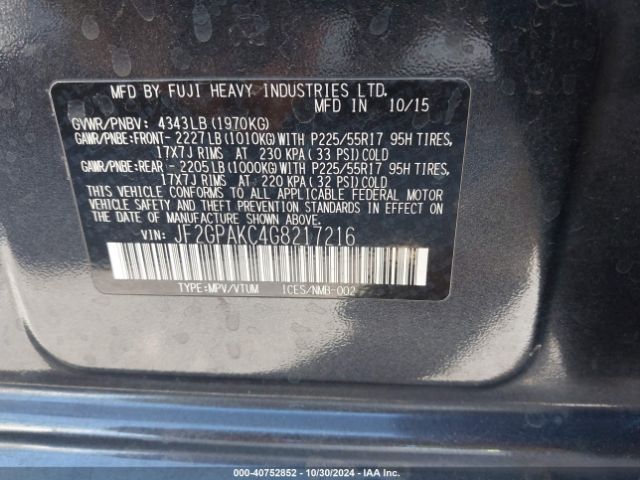 MFD BY FUJI HEAVY INDUSTRIES LTD.
MFD IN 10/15
GVWR/PNBV: 4343LB(1970KG)
GAWR/PNBE:FRONT- 2227LB(1010KG)WITH P225/55R17 95H TIRES,
17X7J RIMS AT 230 KPA(33 PSI)COLD
GAWR/PNBE:REAR - 2205LB(1000KG)WITH P225/55R17 95H TIRES,
17X7J RIMS AT 220 KPA(32 PSI)COLD
THIS VEHICLE CONFORMS TO ALL APPLICABLE FEDERAL MOTOR
VEHICLE SAFETY,BUMPER,AND THEFT PREVENTION STANDARDS IN EFFECT
ON THE DATE OF MANUFACTURE SHOWN ABOVE.
VIN: JF2GPAKC4G8217216
TYPE:MPV/VTUM ICES/NMB-002
000-40752852 - 10/30/2024 - IAA Inc.